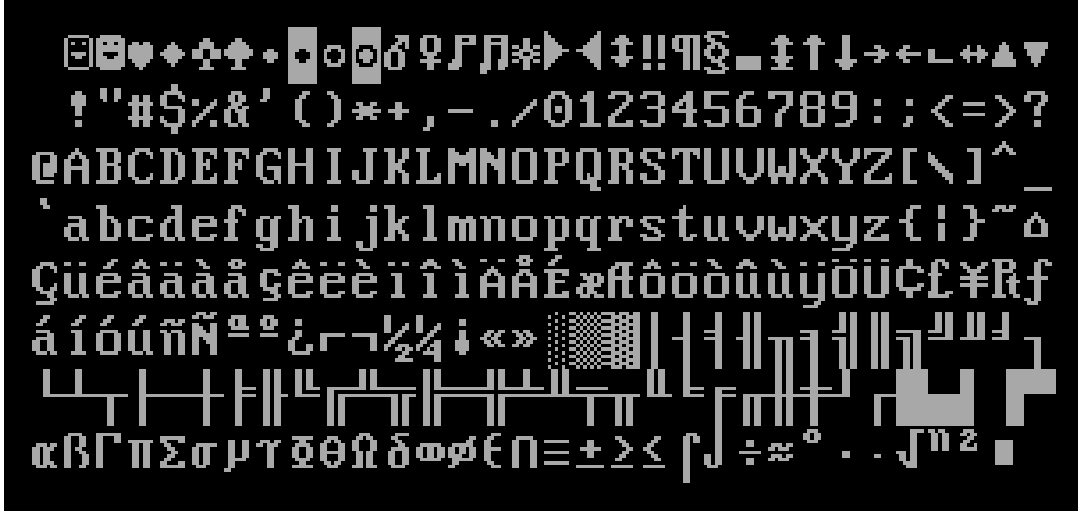 ☺☻♥♦♣♠•◘○◙♂♀♪♫☼►◄↕‼¶§▬↨↑↓→←∟↔▲▼
!"#$%&'()*+,-./0123456789:;<=>?
@ABCDEFGHIJKLMNOPQRSTUVWXYZ[\]^_
`abcdefghijklmnopqrstuvwxyz{¦}~⌂
ÇüéâäàåçêëèïîìÄÅÉæÆôöòûùÿÖÜ¢£¥₧ƒ
áíóúñÑªº¿⌐¬½¼¡«»░▒▓│┤╡╢╖╕╣║╗╝╜╛┐
└┴┬├─┼╞╟╚╔╩╦╠═╬╧╨╤╥╙╘╒╓╫╪┘┌█▄▌▐▀
αßΓπΣσµτΦΘΩδ∞φε∩≡±≥≤⌠⌡÷≈°∙·√ⁿ²■